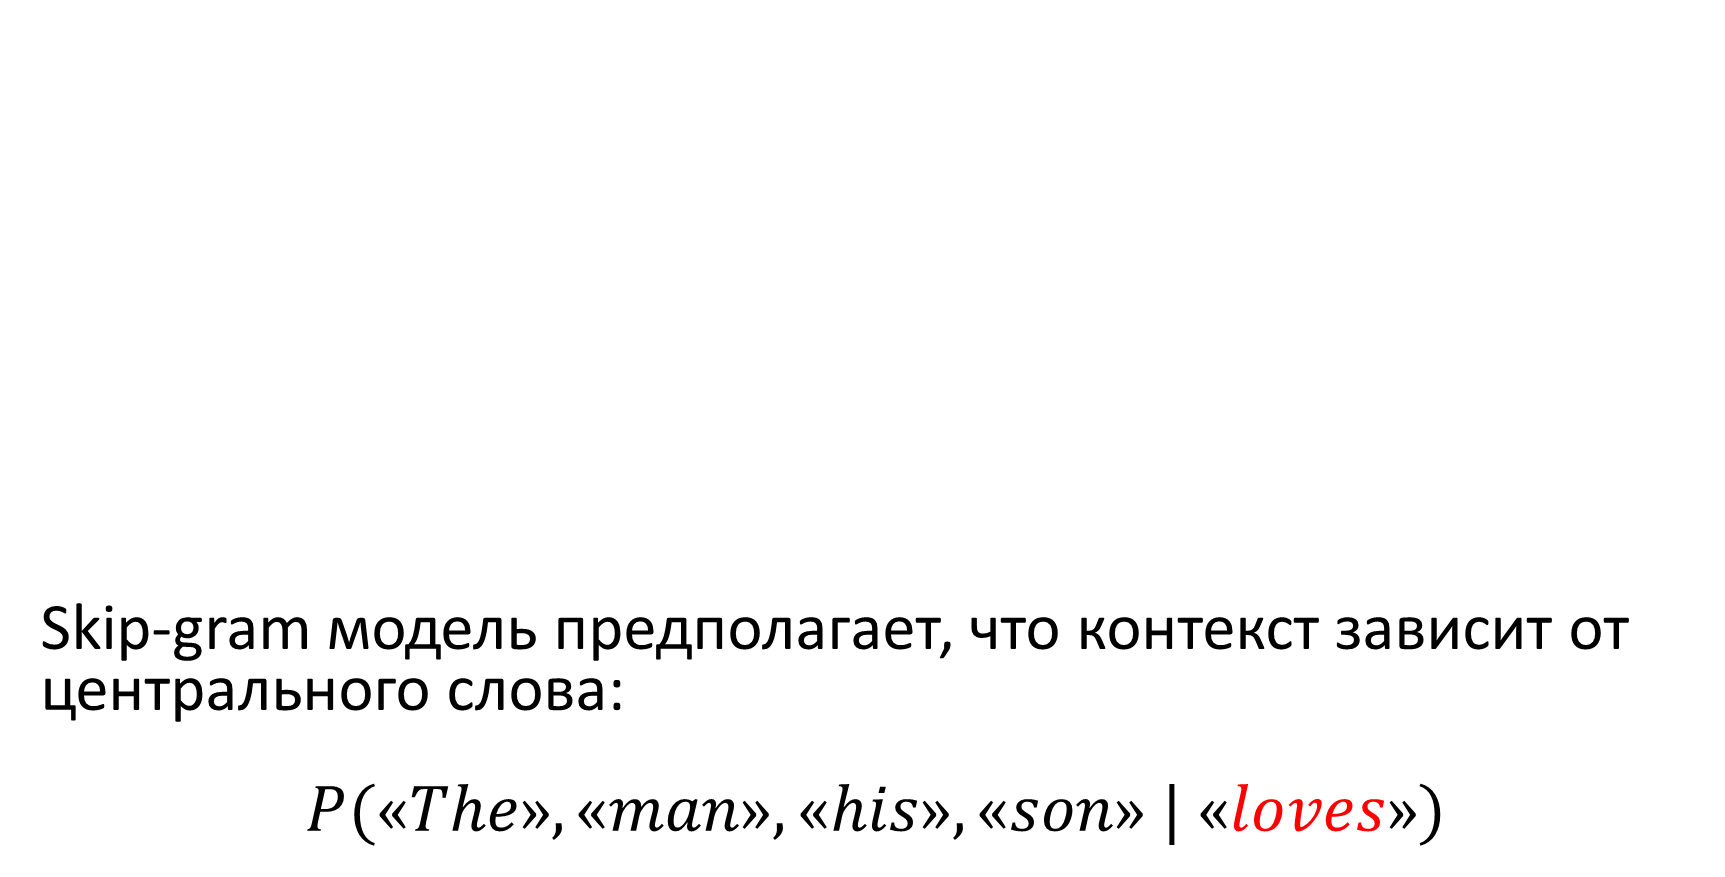 Skip-gram модель предполагает, что контекст зависит от
центрального слова:
P(«The», «man», «his», «son» | «loves»)